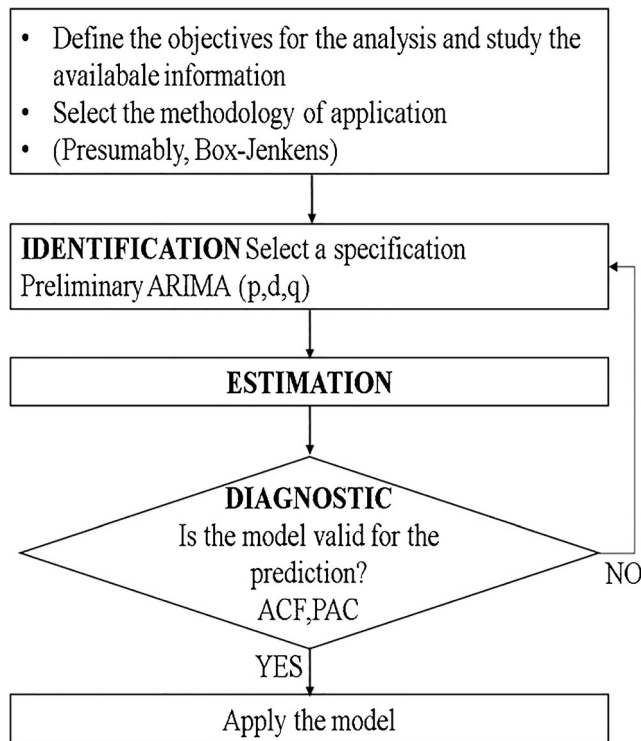 • Define the objectives for the analysis and study the
availabale information
• Select the methodology of application
• (Presumably, Box-Jenkens)
IDENTIFICATION Select a specification
Preliminary ARIMA (p,d,q)
ESTIMATION
DIAGNOSTIC
Is the model valid for the
prediction?
ACF,PAC
NO
YES
Apply the model